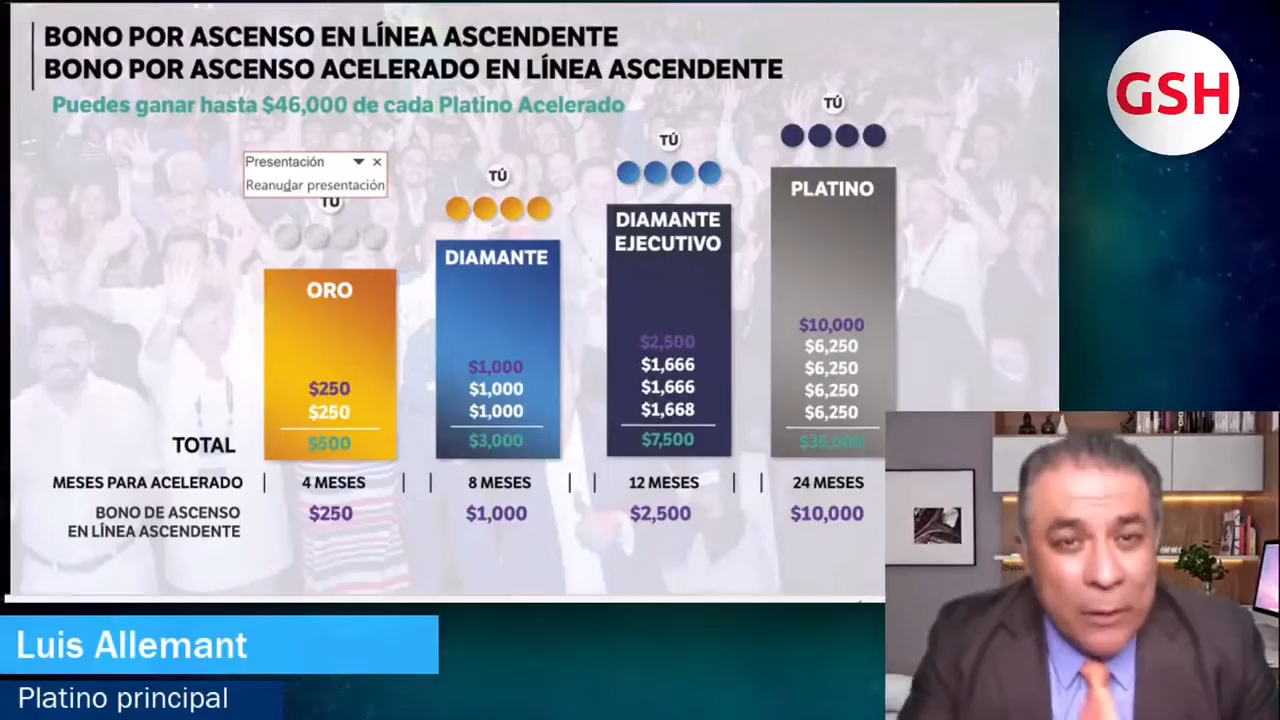 BONO POR ASCENSO EN LÍNEA ASCENDENTE
BONO POR ASCENSO ACELERADO EN LÍNEA ASCENDENTE
Puedes ganar hasta $46,000 de cada Platino Acelerado
GSH
Presentación
Reanudar presentación
TÚ
TÚ
TÚ
TÚ
ORO
$250
$250
$500
DIAMANTE
$1,000
$1,000
$1,000
$3,000
DIAMANTE
EJECUTIVO
$2,500
$1,666
$1,666
$1,668
$7,500
PLATINO
$10,000
$6,250
$6,250
$6,250
$6,250
$35,000
TOTAL
MESES PARA ACELERADO | 4 MESES | | 8 MESES | | 12 MESES | | 24 MESES
BONO DE ASCENSO
EN LÍNEA ASCENDENTE
$250 $1,000 $2,500 $10,000
Luis Allemant
Platino principal